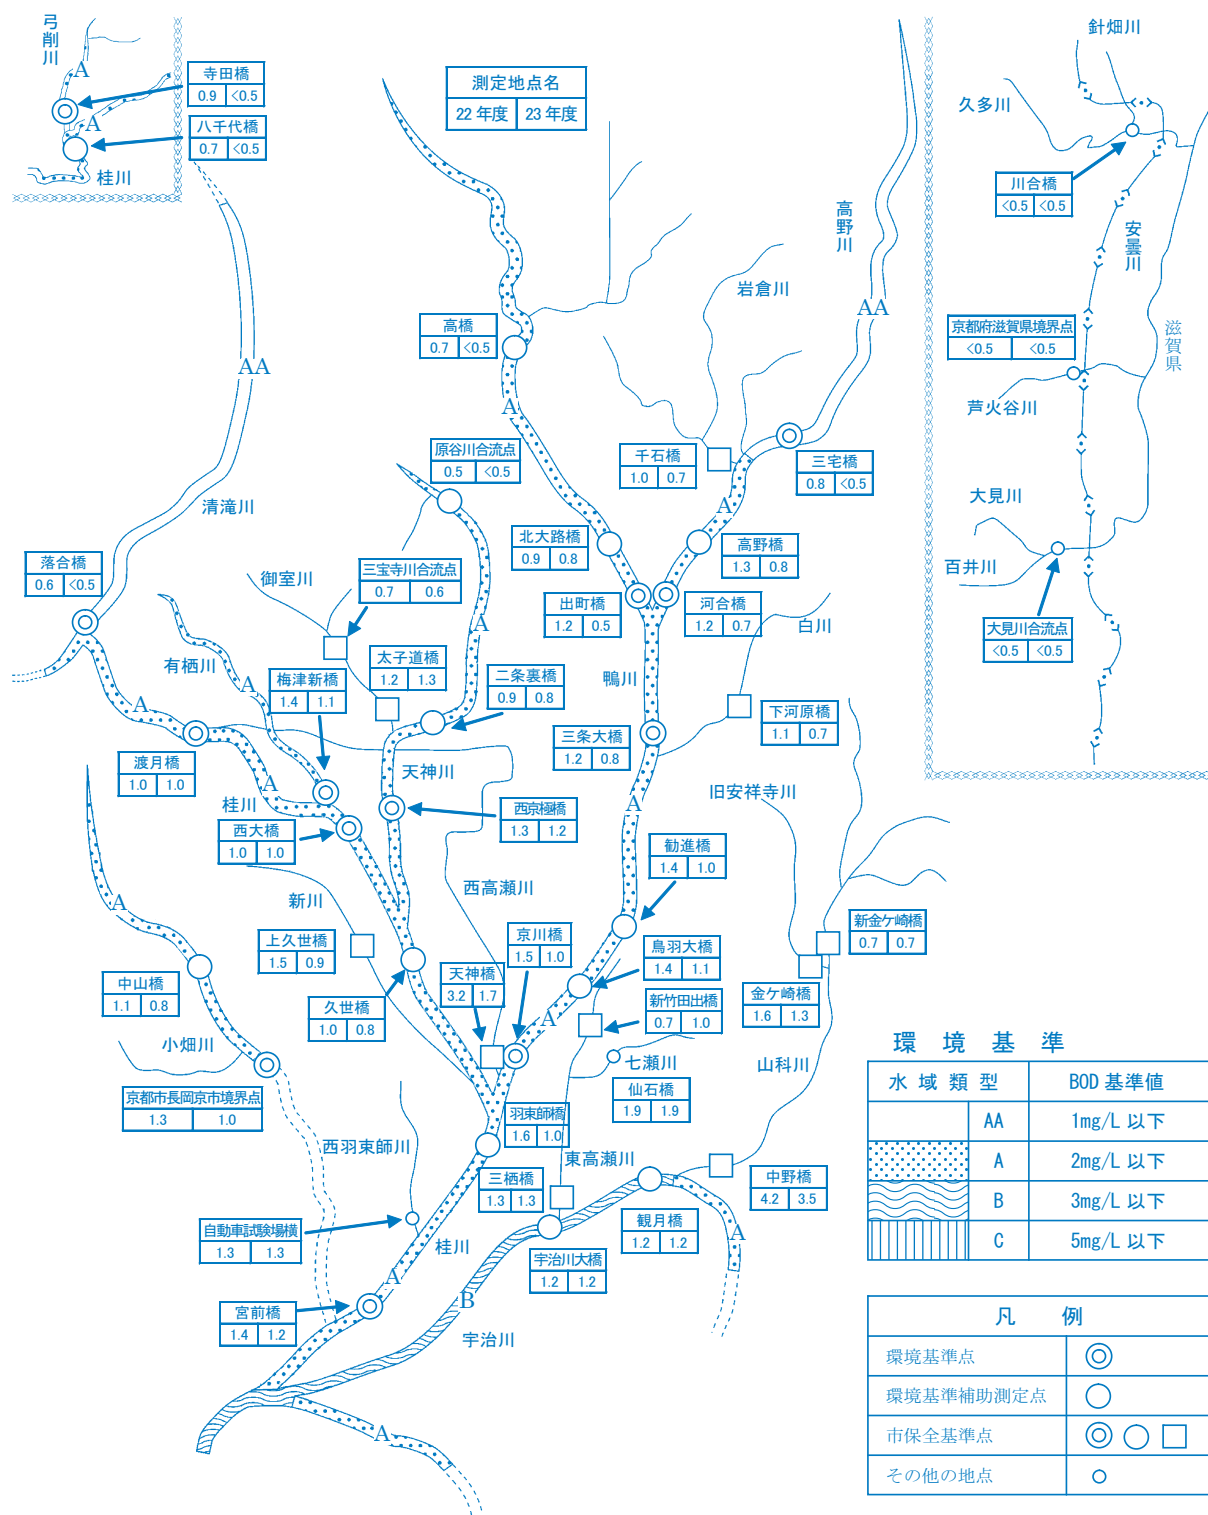 弓削川
A
寺田橋
0.9 <0.5
A
八千代橋
0.7 <0.5
桂川
測定地点名
22 年度 23 年度
高野川
岩倉川
AA
高橋
0.7 <0.5
A
AA
原谷川合流点
0.5 <0.5
千石橋
1.0 0.7
三宅橋
0.8 <0.5
清滝川
A
北大路橋
0.9 0.8
高野橋
1.3 0.8
落合橋
0.6 <0.5
御室川
三宝寺川合流点
0.7 0.6
出町橋
1.2 0.5
河合橋
1.2 0.7
白川
A
有栖川
太子道橋
1.2 1.3
二条裏橋
0.9 0.8
鴨川
梅津新橋
1.4 1.1
A
A
下河原橋
1.1 0.7
三条大橋
1.2 0.8
渡月橋
1.0 1.0
天神川
A
桂川
旧安祥寺川
A
西京極橋
1.3 1.2
西大橋
1.0 1.0
勧進橋
1.4 1.0
新川
西高瀬川
A
上久世橋
1.5 0.9
京川橋
1.5 1.0
新金ケ崎橋
0.7 0.7
鳥羽大橋
1.4 1.1
天神橋
3.2 1.7
中山橋
1.1 0.8
久世橋
1.0 0.8
新竹田出橋
0.7 1.0
金ケ崎橋
1.6 1.3
A
小畑川
七瀬川
山科川
仙石橋
1.9 1.9
京都市長岡京市境界点
1.3 1.0
羽束師橋
1.6 1.0
西羽束師川
東高瀬川
三栖橋
1.3 1.3
中野橋
4.2 3.5
自動車試験場横
1.3 1.3
観月橋
1.2 1.2
A
桂川
宇治川大橋
1.2 1.2
A
B
宮前橋
1.4 1.2
宇治川
A
針畑川
久多川
川合橋
<0.5 <0.5
安曇川
京都府滋賀県境界点
<0.5 <0.5
滋賀県
芦火谷川
大見川
百井川
大見川合流点
<0.5 <0.5
環境基準
水域類型 BOD 基準値
AA 1mg/L 以下
A 2mg/L 以下
B 3mg/L 以下
C 5mg/L 以下
凡例
環境基準点
環境基準補助測定点
市保全基準点
その他の地点